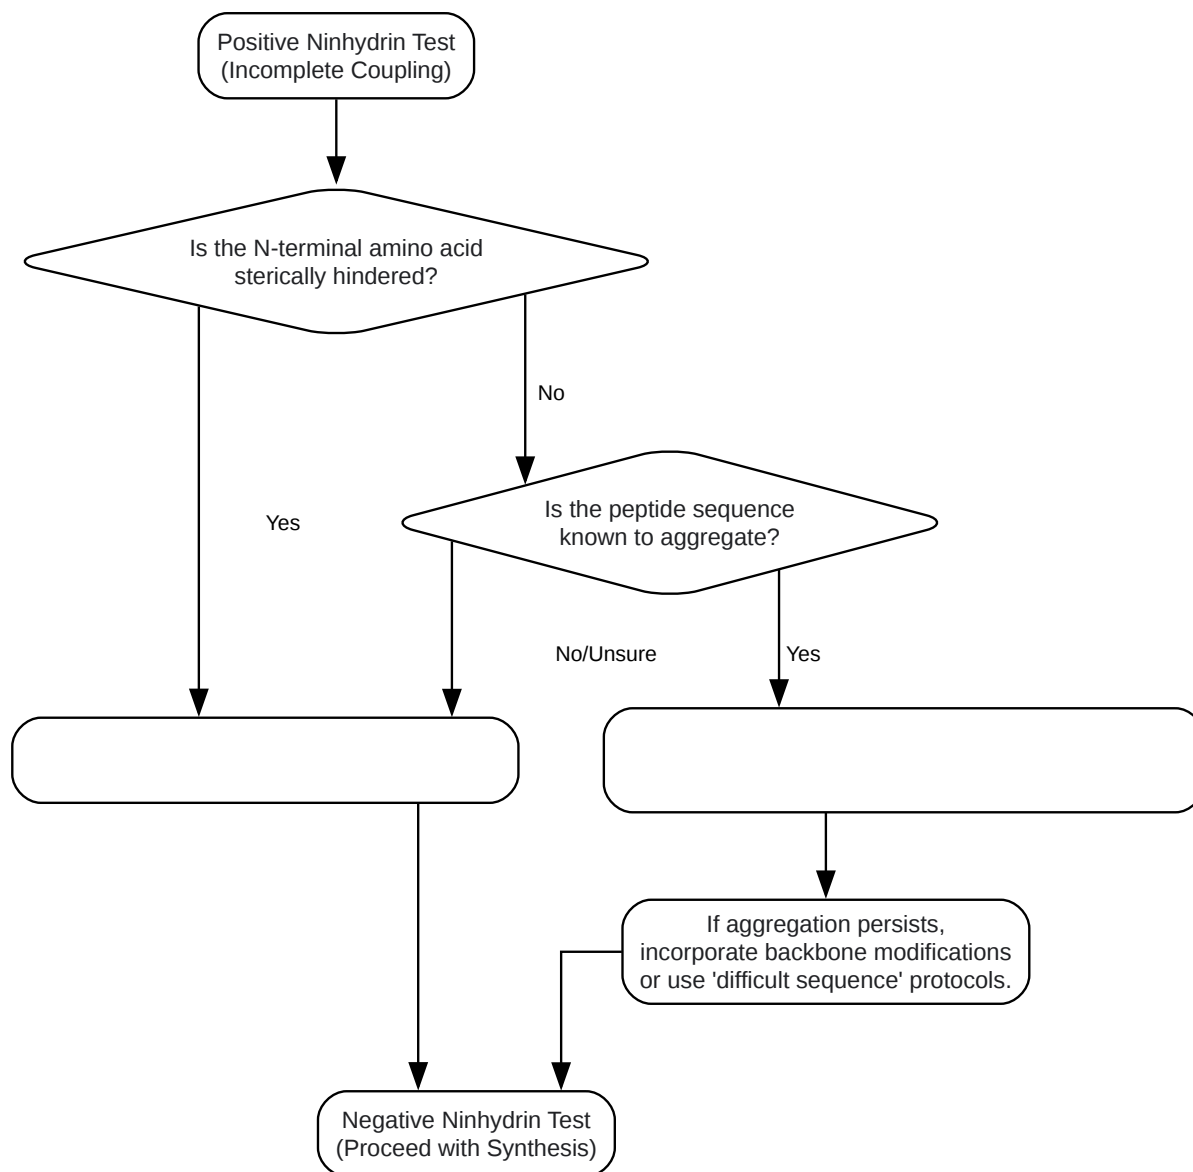 Positive Ninhydrin Test
(Incomplete Coupling)
Is the N-terminal amino acid
sterically hindered?
No
Yes
Is the peptide sequence
known to aggregate?
No/Unsure
Yes
If aggregation persists,
incorporate backbone modifications
or use 'difficult sequence' protocols.
Negative Ninhydrin Test
(Proceed with Synthesis)